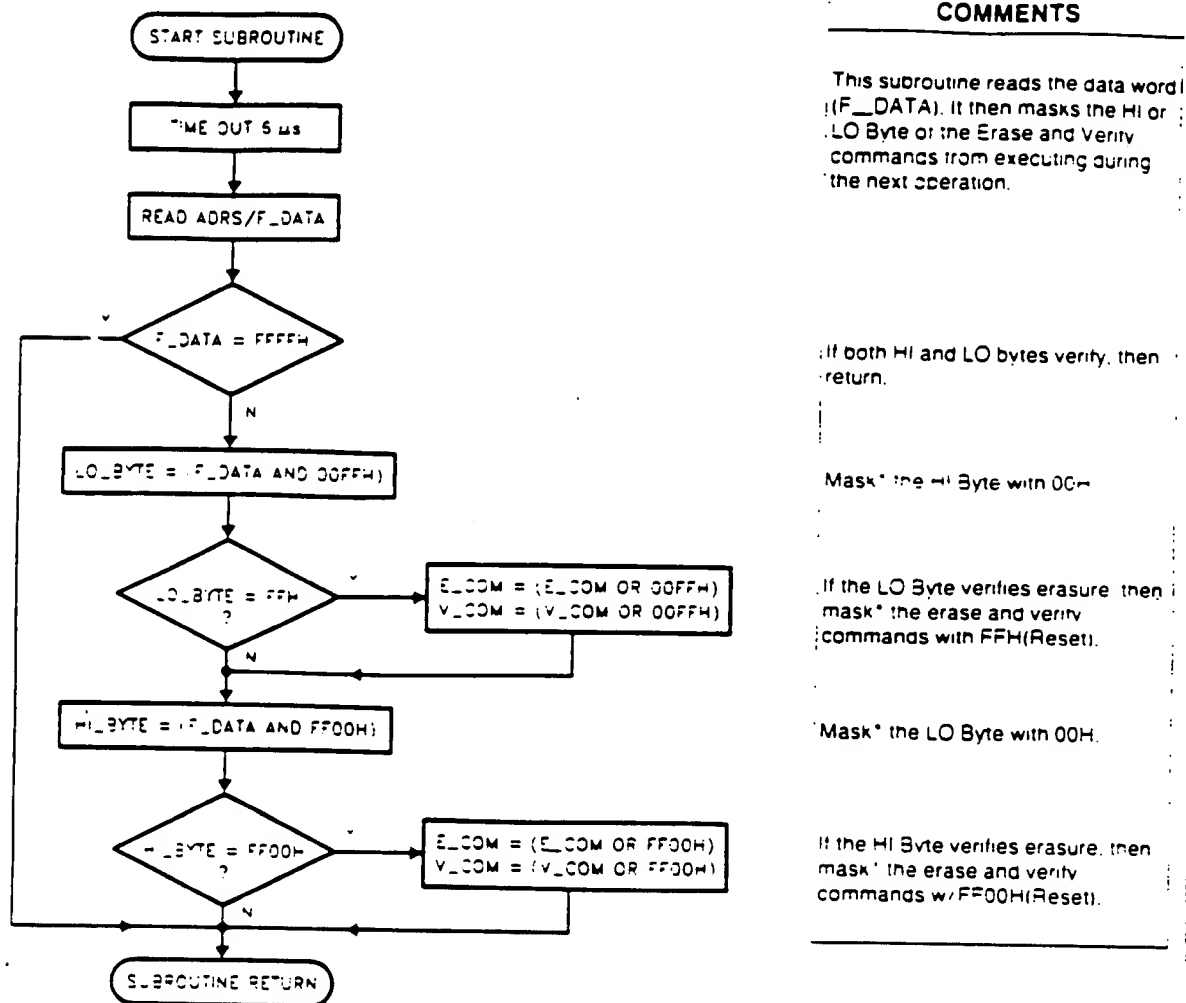 START SUBROUTINE
TIME OUT 5 µs
READ ADRS/F_DATA
F_DATA = FFFFH
Y
N
LO_BYTE = (F_DATA AND 00FFH)
LO_BYTE = FFH
?
Y
N
E_COM = (E_COM OR 00FFH)
V_COM = (V_COM OR 00FFH)
HI_BYTE = (F_DATA AND FF00H)
HI_BYTE = FF00H
?
Y
N
E_COM = (E_COM OR FF00H)
V_COM = (V_COM OR FF00H)
SUBROUTINE RETURN
COMMENTS
This subroutine reads the data word
(F__DATA). It then masks the HI or
LO Byte of the Erase and Verify
commands from executing during
the next operation.
If both HI and LO bytes verify, then
return.
Mask* the HI Byte with 00H
If the LO Byte verifies erasure then
mask* the erase and verify
commands with FFH(Reset).
Mask* the LO Byte with 00H.
If the HI Byte verifies erasure, then
mask* the erase and verify
commands w/FF00H(Reset).